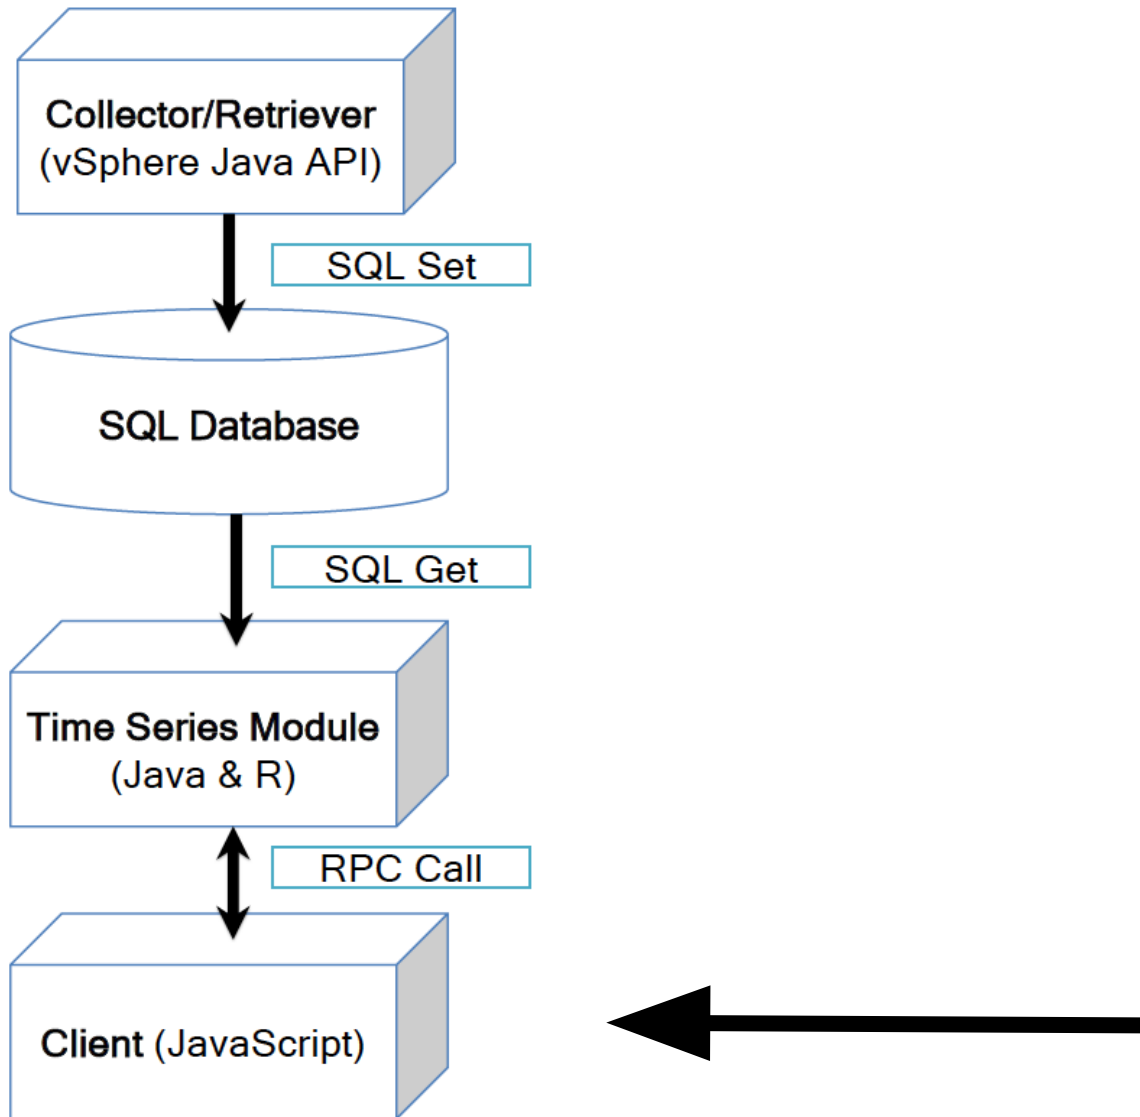 Collector/Retriever
(vSphere Java API)
SQL Set
SQL Database
SQL Get
Time Series Module
(Java & R)
RPC Call
Client (JavaScript)